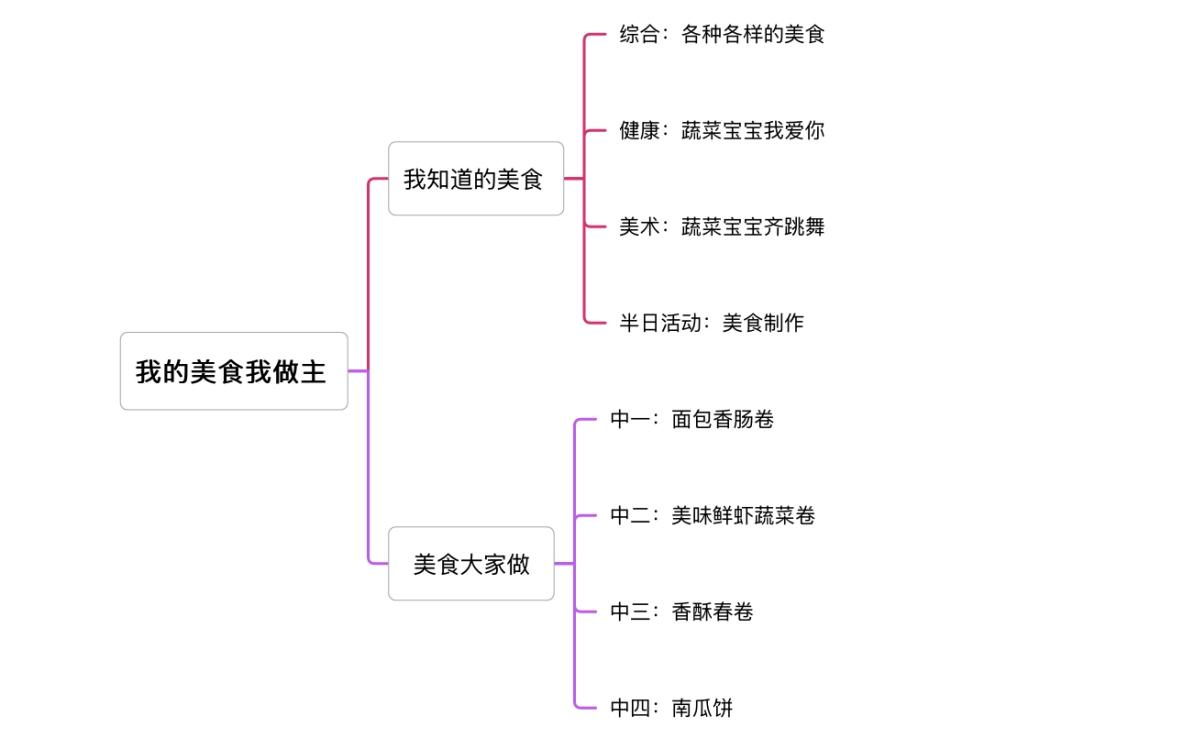 我的美食我做主
我知道的美食
综合：各种各样的美食
健康：蔬菜宝宝我爱你
美术：蔬菜宝宝齐跳舞
半日活动：美食制作
美食大家做
中一：面包香肠卷
中二：美味鲜虾蔬菜卷
中三：香酥春卷
中四：南瓜饼